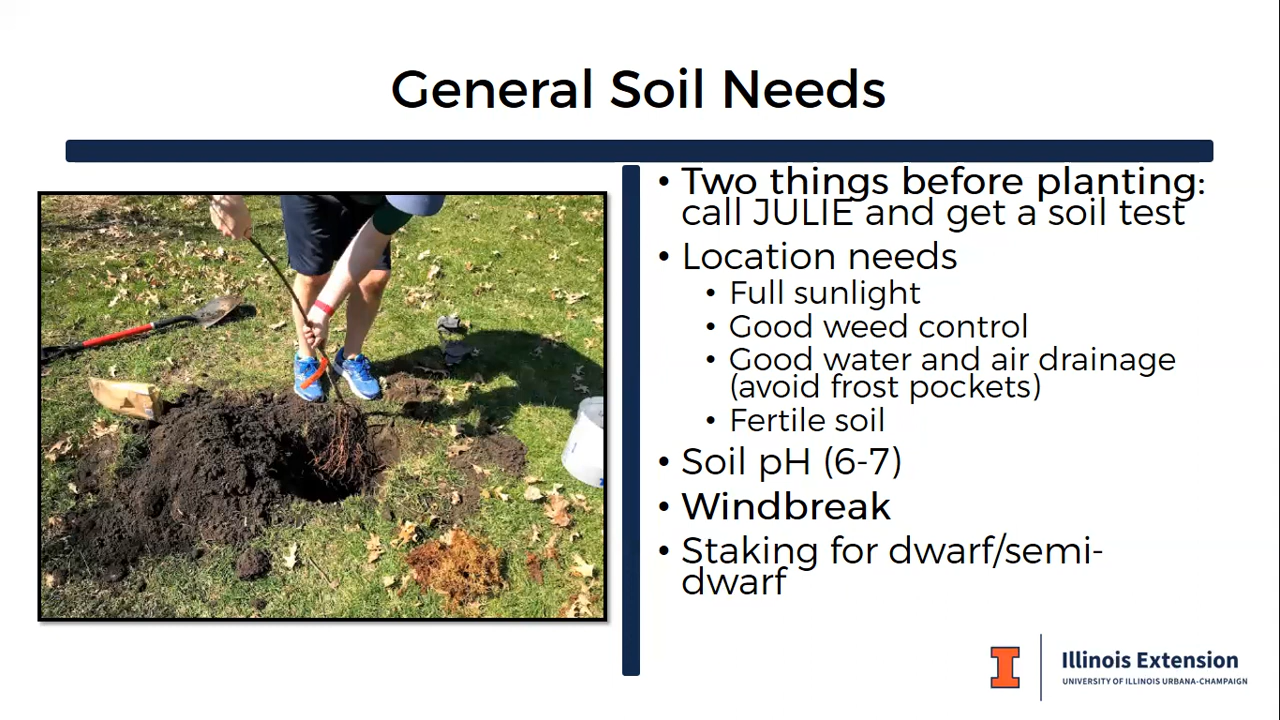 General Soil Needs
• Two things before planting:
call JULIE and get a soil test
• Location needs
• Full sunlight
• Good weed control
• Good water and air drainage
(avoid frost pockets)
• Fertile soil
• Soil pH (6-7)
• Windbreak
• Staking for dwarf/semi-
dwarf
I
Illinois Extension
UNIVERSITY OF ILLINOIS URBANA-CHAMPAIGN